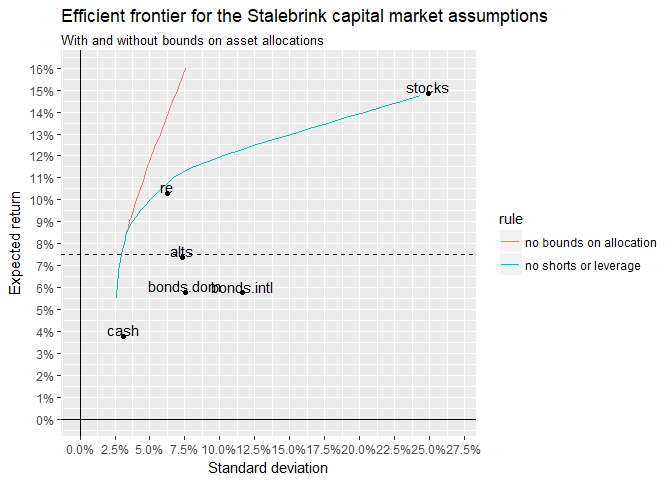 Efficient frontier for the Stalebrink capital market assumptions
With and without bounds on asset allocations
16%
15%
14%
13%
12%
11%
10%
9%
8%
7%
6%
5%
4%
3%
2%
1%
0%
Expected return
stocks
re
alts
bonds.dom
bonds.intl
cash
0.0%
2.5%
5.0%
7.5%
10.0%
12.5%
15.0%
17.5%
20.0%
22.5%
25.0%
27.5%
Standard deviation
rule
no bounds on allocation
no shorts or leverage